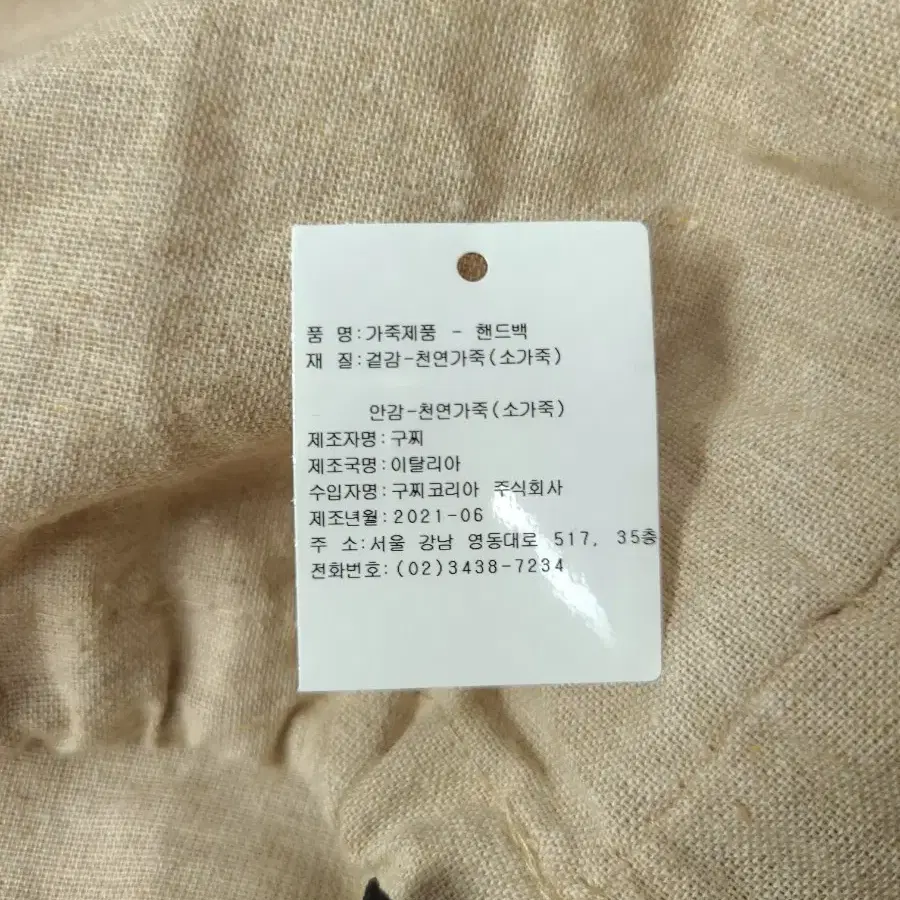 품 명:가죽제품 - 핸드백
재 질:겉감-천연가죽(소가죽)
안감-천연가죽(소가죽)
제조자명:구찌
제조국명:이탈리아
수입자명:구찌코리아 주식회사
제조년월:2021-06
주 소:서울 강남 영동대로 517, 35층
전화번호:(02)3438-7234